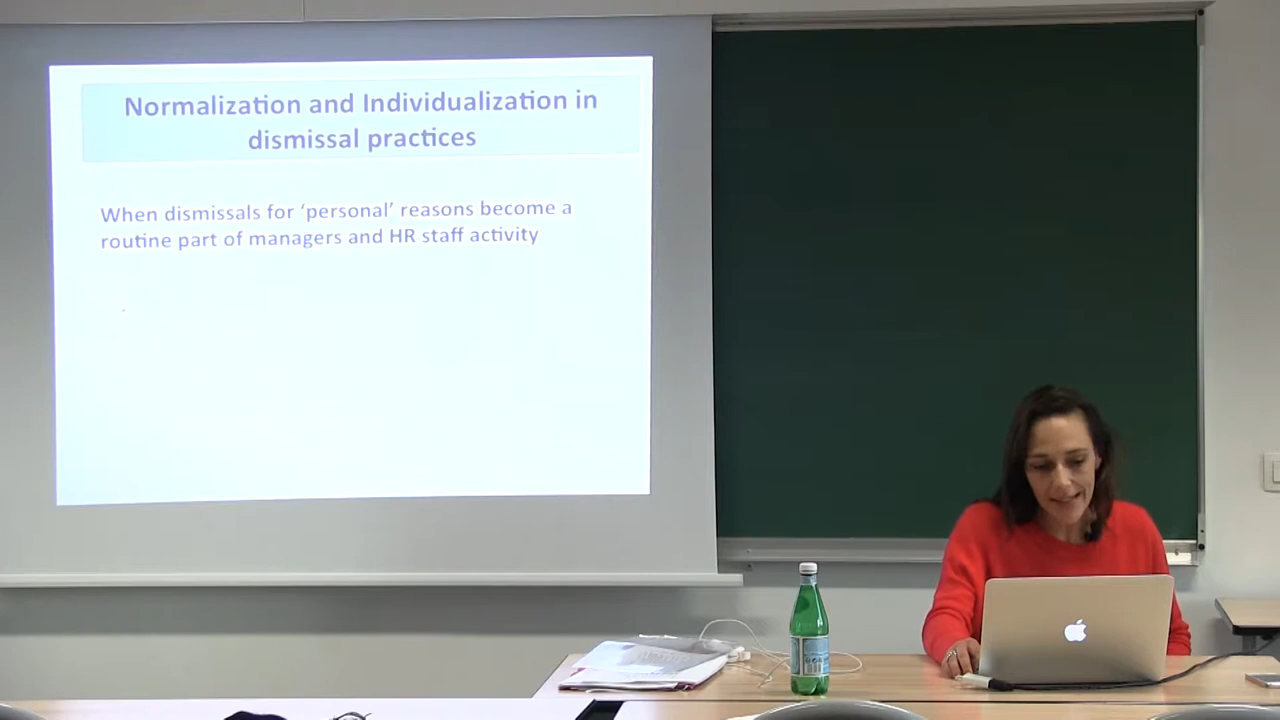 Normalization and Individualization in
dismissal practices
When dismissals for ‘personal’ reasons become a
routine part of managers and HR staff activity